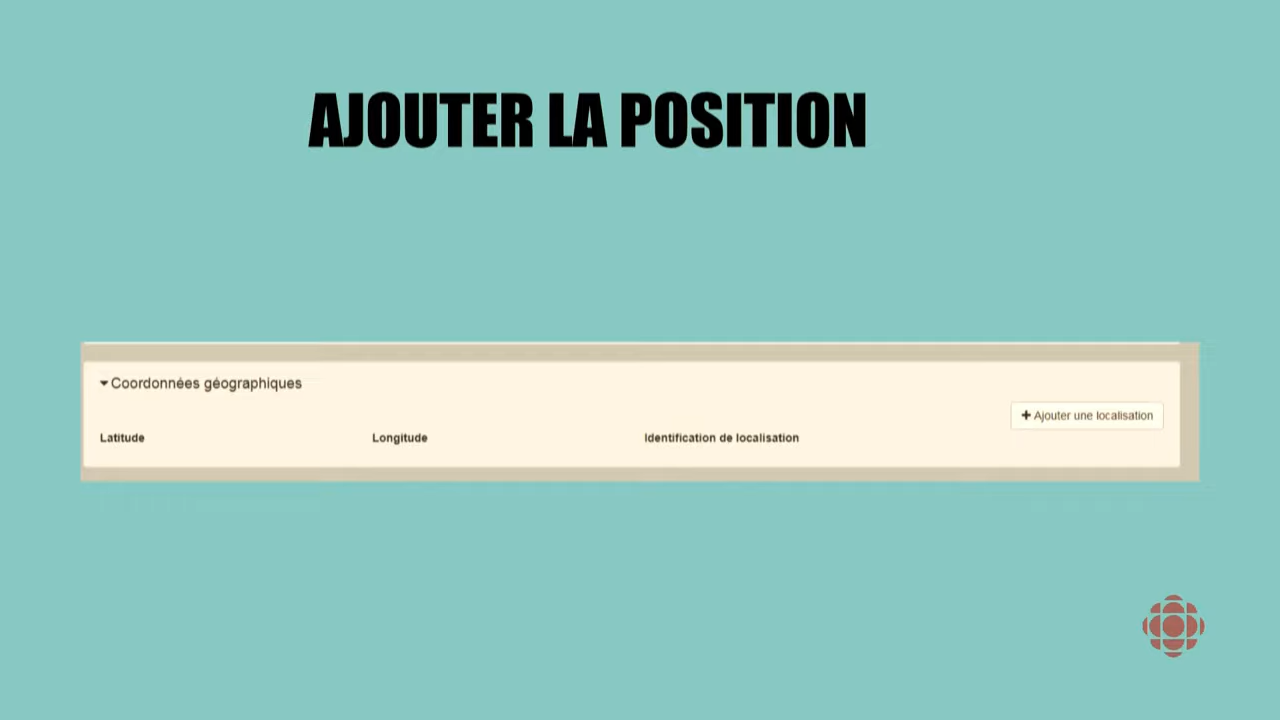 AJOUTER LA POSITION
Coordonnées géographiques
+ Ajouter une localisation
Latitude Longitude Identification de localisation